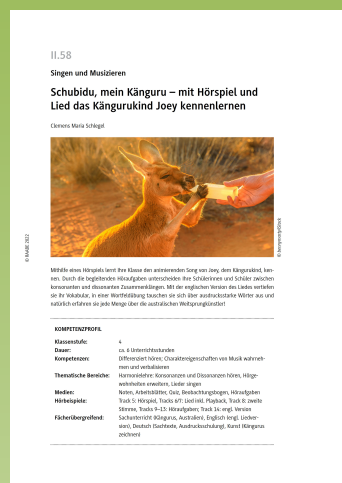 II.58
Singen und Musizieren
Schubidu, mein Känguru – mit Hörspiel und
Lied das Kängurukind Joey kennenlernen
Clemens Maria Schlegel
© RAABE 2022
Mithilfe eines Hörspiels lernt Ihre Klasse den animierenden Song von Joey, dem Kängurukind, ken-
nen. Durch die begleitenden Höraufgaben unterscheiden Ihre Schülerinnen und Schüler zwischen
konsonanten und dissonanten Zusammenklängen. Mit der englischen Version des Liedes vertiefen
sie ihr Vokabular, in einer Wortfeldübung tauschen sie sich über ausdrucksstarke Wörter aus und
natürlich erfahren sie jede Menge über die australischen Weltsprungkünstler!
KOMPETENZPROFIL
Klassenstufe: 4
Dauer: ca. 6 Unterrichtsstunden
Kompetenzen: Differenziert hören; Charaktereigenschaften von Musik wahrneh-
men und verbalisieren
Thematische Bereiche: Harmonielehre: Konsonanzen und Dissonanzen hören, Hörge-
wohnheiten erweitern, Lieder singen
Medien: Noten, Arbeitsblätter, Quiz, Beobachtungsbogen, Höraufgaben
Hörbeispiele: Track 5: Hörspiel, Tracks 6/7: Lied inkl. Playback, Track 8: zweite
Stimme, Tracks 9–13: Höraufgaben; Track 14: engl. Version
Fächerübergreifend: Sachunterricht (Kängurus, Australien), Englisch (engl. Liedver-
sion), Deutsch (Sachtexte, Ausdrucksschulung), Kunst (Kängurus
zeichnen)